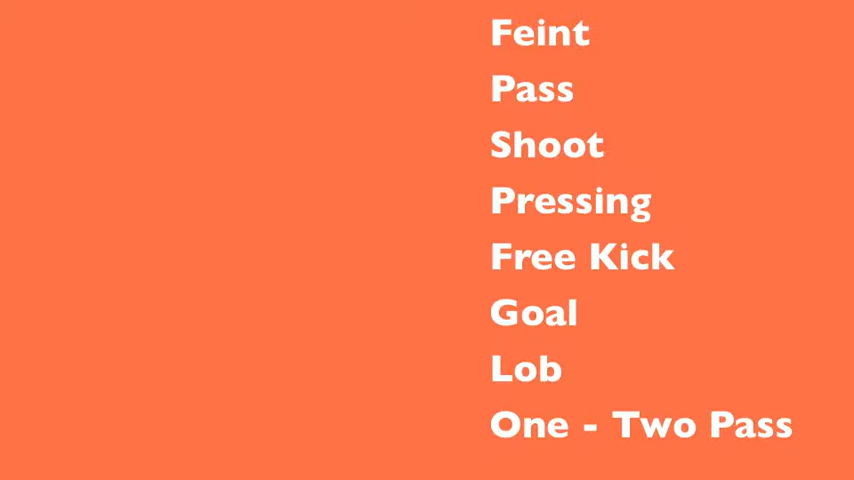 Feint
Pass
Shoot
Pressing
Free Kick
Goal
Lob
One - Two Pass